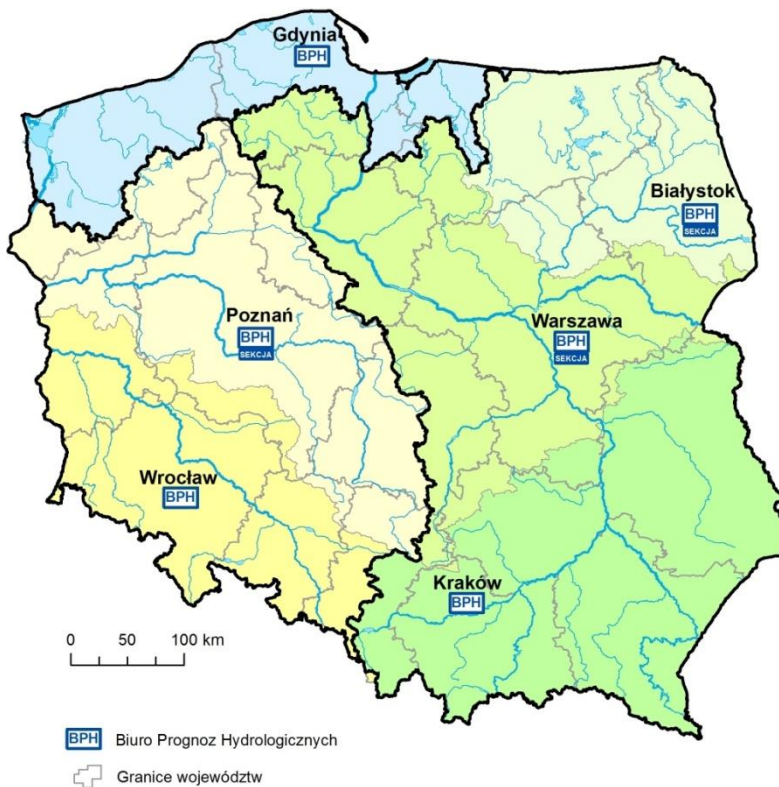 Gdynia
BPH
Białystok
BPH
SEKCJA
Poznań
BPH
SEKCJA
Warszawa
BPH
SEKCJA
Wrocław
BPH
Kraków
BPH
0 50 100 km
BPH Biuro Prognoz Hydrologicznych
Granice województw